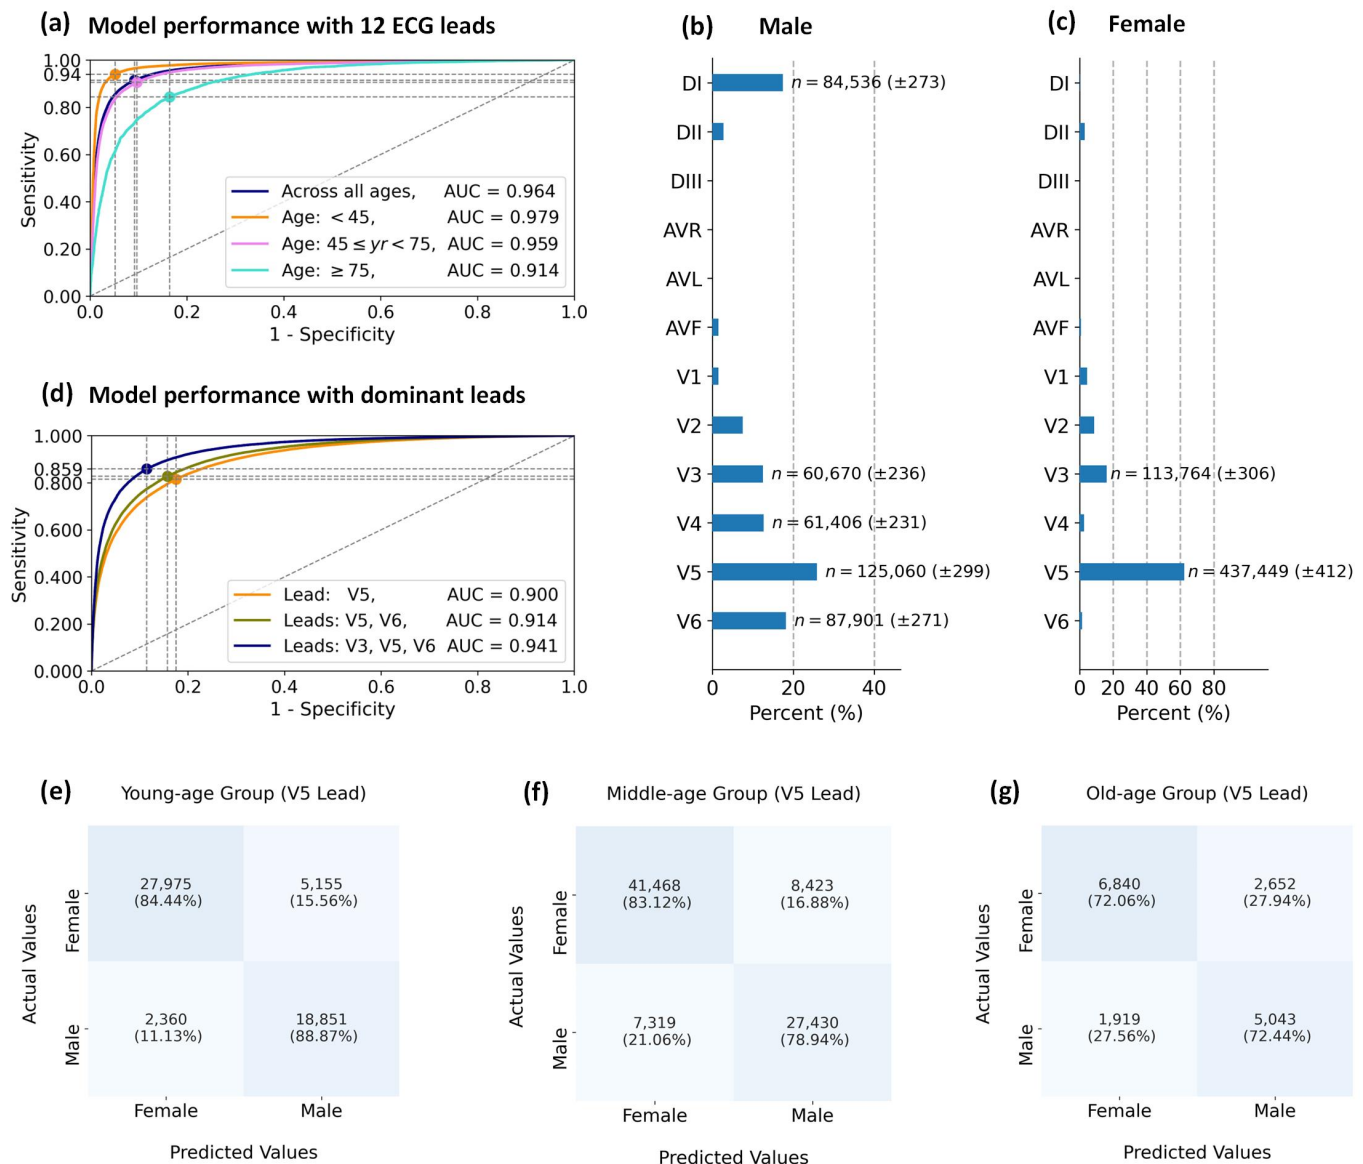 (a) Model performance with 12 ECG leads
1.00
0.94
0.80
0.60
0.40
0.20
0.00
Sensitivity
Across all ages, AUC = 0.964
Age: < 45, AUC = 0.979
Age: 45 ≤ yr < 75, AUC = 0.959
Age: ≥ 75, AUC = 0.914
0.0 0.2 0.4 0.6 0.8 1.0
1 - Specificity
(b) Male
DI n = 84,536 (±273)
DII
DIII
AVR
AVL
AVF
V1
V2
V3 n = 60,670 (±236)
V4 n = 61,406 (±231)
V5 n = 125,060 (±299)
V6 n = 87,901 (±271)
0 20 40
Percent (%)
(c) Female
DI
DII
DIII
AVR
AVL
AVF
V1
V2
V3 n = 113,764 (±306)
V4
V5 n = 437,449 (±412)
V6
0 20 40 60 80
Percent (%)
(d) Model performance with dominant leads
1.000
0.859
0.800
0.600
0.400
0.200
0.000
Sensitivity
Lead: V5, AUC = 0.900
Leads: V5, V6, AUC = 0.914
Leads: V3, V5, V6 AUC = 0.941
0.0 0.2 0.4 0.6 0.8 1.0
1 - Specificity
(e) Young-age Group (V5 Lead)
Actual Values
Female
27,975 5,155
(84.44%) (15.56%)
Male
2,360 18,851
(11.13%) (88.87%)
Female Male
Predicted Values
(f) Middle-age Group (V5 Lead)
Actual Values
Female
41,468 8,423
(83.12%) (16.88%)
Male
7,319 27,430
(21.06%) (78.94%)
Female Male
Predicted Values
(g) Old-age Group (V5 Lead)
Actual Values
Female
6,840 2,652
(72.06%) (27.94%)
Male
1,919 5,043
(27.56%) (72.44%)
Female Male
Predicted Values